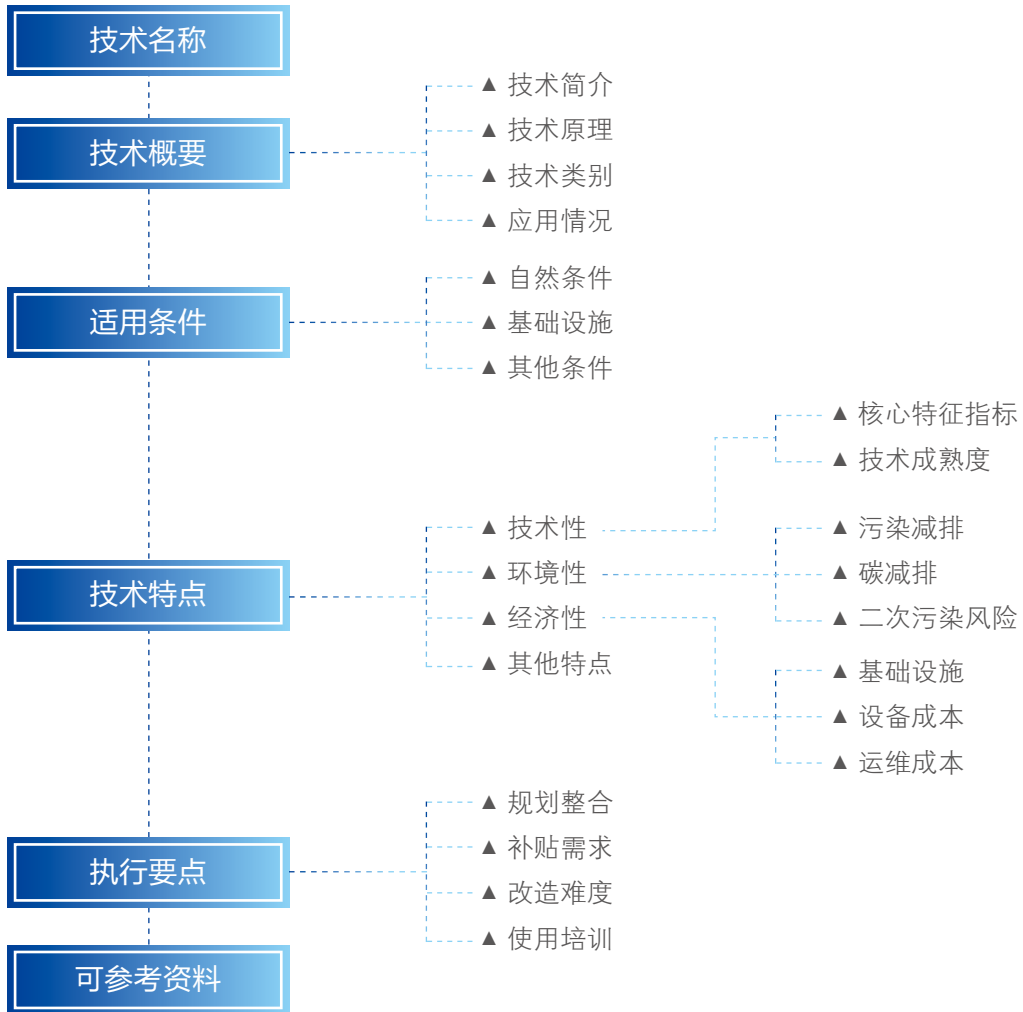 技术名称
技术概要
▲ 技术简介
▲ 技术原理
▲ 技术类别
▲ 应用情况
适用条件
▲ 自然条件
▲ 基础设施
▲ 其他条件
技术特点
▲ 技术性
▲ 核心特征指标
▲ 技术成熟度
▲ 环境性
▲ 污染减排
▲ 碳减排
▲ 二次污染风险
▲ 经济性
▲ 基础设施
▲ 设备成本
▲ 运维成本
▲ 其他特点
执行要点
▲ 规划整合
▲ 补贴需求
▲ 改造难度
▲ 使用培训
可参考资料